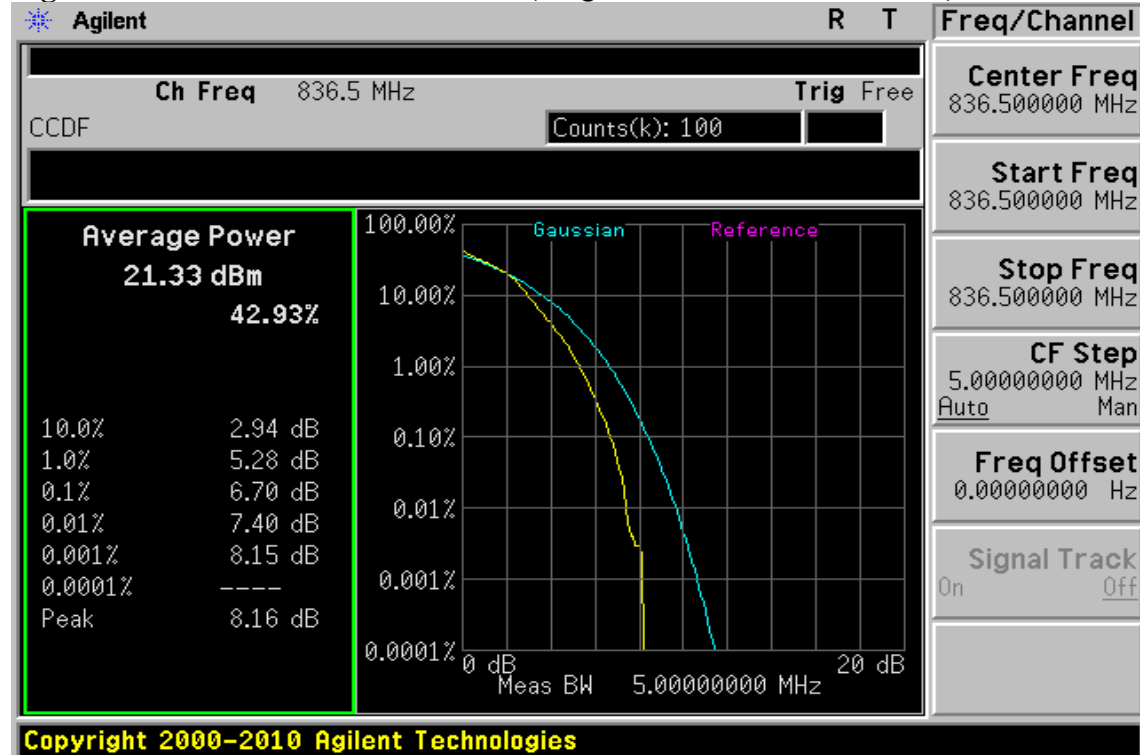 Agilent R T
Ch Freq 836.5 MHz Trig Free
CCDF Counts(k): 100
Average Power
21.33 dBm
42.93%
10.0% 2.94 dB
1.0% 5.28 dB
0.1% 6.70 dB
0.01% 7.40 dB
0.001% 8.15 dB
0.0001% ----
Peak 8.16 dB
Gaussian Reference
100.00%
10.00%
1.00%
0.10%
0.01%
0.001%
0.0001%
0 dB 20 dB
Meas BW 5.00000000 MHz
Freq/Channel
Center Freq
836.500000 MHz
Start Freq
836.500000 MHz
Stop Freq
836.500000 MHz
CF Step
5.00000000 MHz
Auto Man
Freq Offset
0.00000000 Hz
Signal Track
On Off
Copyright 2000-2010 Agilent Technologies